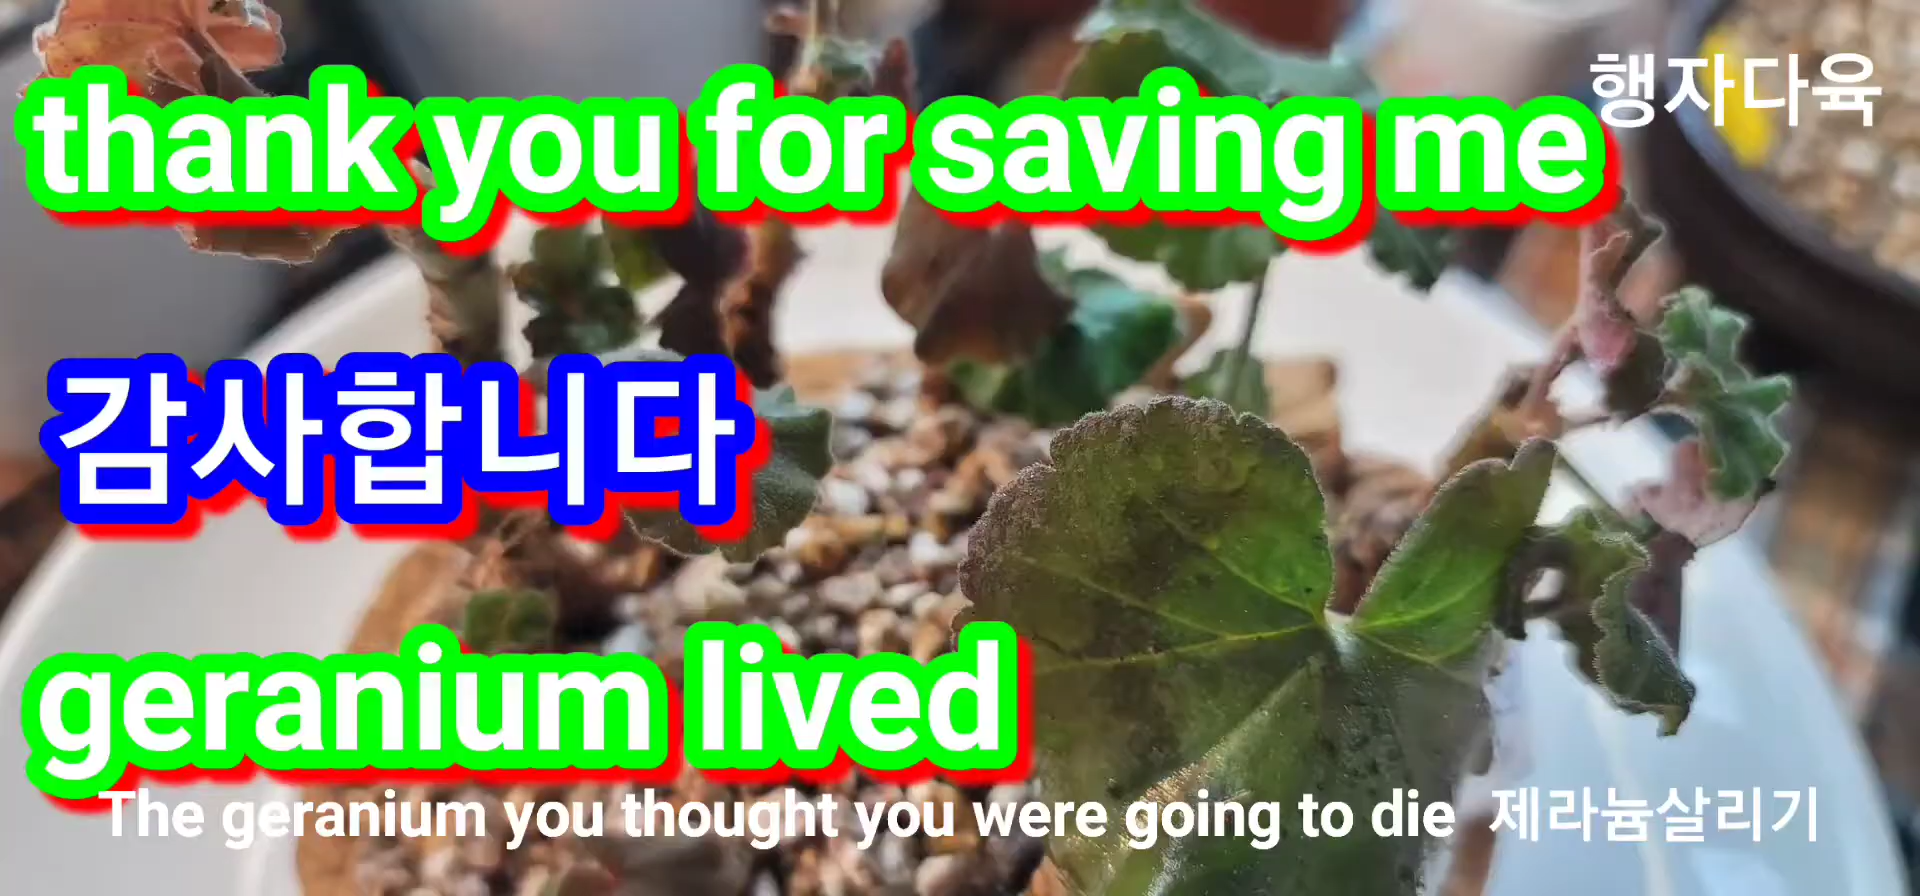 행자다육
thank you for saving me
감사합니다
geranium lived
The geranium you thought you were going to die 제라늄살리기